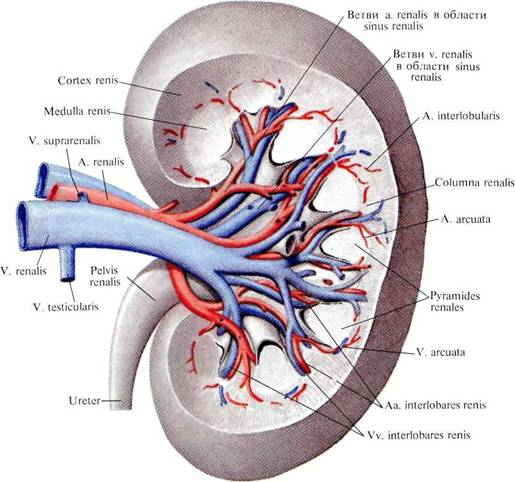 Ветви a. renalis в области
sinus renalis
Ветви v. renalis
в области sinus
renalis
Cortex renis
Medulla renis
V. suprarenalis
A. renalis
A. interlobularis
Columna renalis
A. arcuata
V. renalis
Pelvis
renalis
V. testicularis
Pyramides
renales
V. arcuata
Ureter
Aa. interlobares renis
Vv. interlobares renis